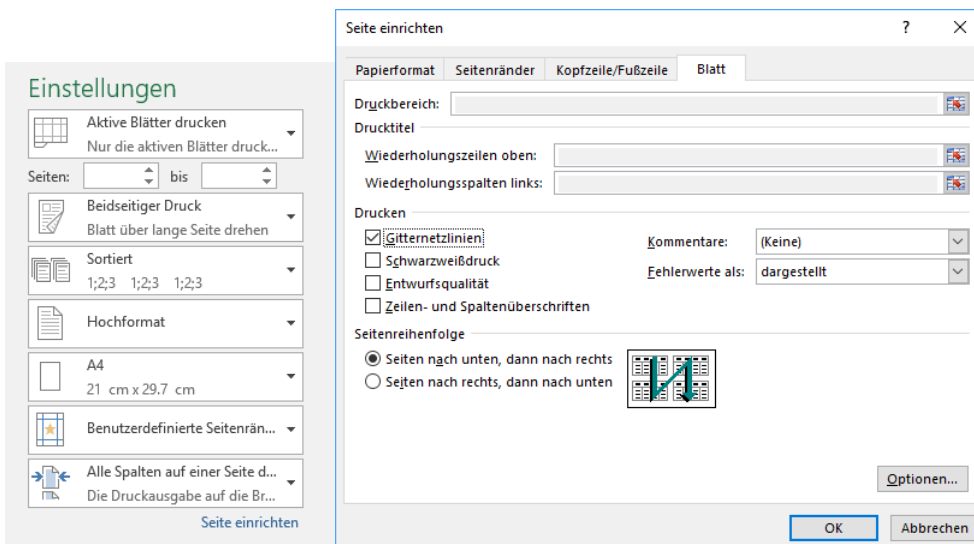 Einstellungen
Aktive Blätter drucken
Nur die aktiven Blätter druck...
Seiten: bis
Beidseitiger Druck
Blatt über lange Seite drehen
Sortiert
1;2;3 1;2;3 1;2;3
Hochformat
A4
21 cm x 29.7 cm
Benutzerdefinierte Seitenrän...
Alle Spalten auf einer Seite d...
Die Druckausgabe auf die Br...
Seite einrichten
Seite einrichten ? ×
Papierformat Seitenränder Kopfzeile/Fußzeile Blatt
Druckbereich:
Drucktitel
Wiederholungszeilen oben:
Wiederholungsspalten links:
Drucken
Gitternetzlinien
Schwarzweißdruck
Entwurfsqualität
Zeilen- und Spaltenüberschriften
Kommentare: (Keine)
Fehlerwerte als: dargestellt
Seitenreihenfolge
Seiten nach unten, dann nach rechts
Seiten nach rechts, dann nach unten
Optionen...
OK Abbrechen